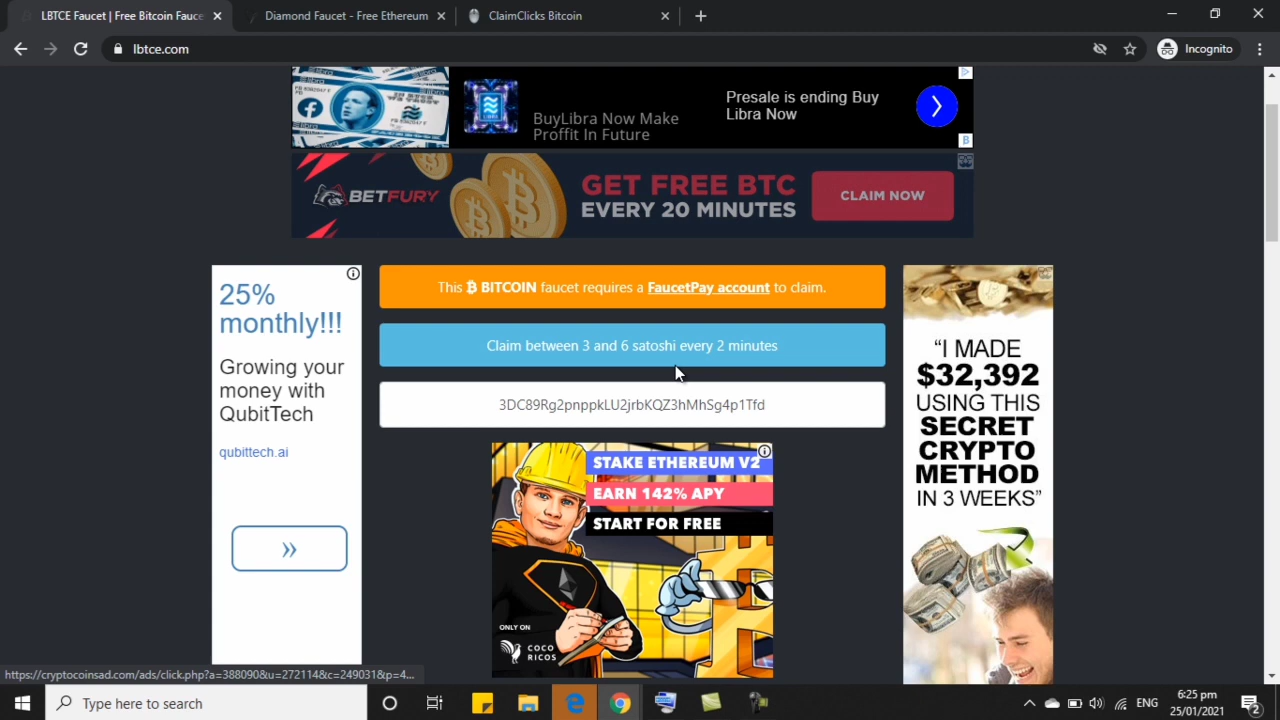 LBTCE Faucet | Free Bitcoin Fauce
Diamond Faucet - Free Ethereum
ClaimClicks Bitcoin
lbtce.com
Incognito
BuyLibra Now Make
Proffit In Future
Presale is ending Buy
Libra Now
BETFURY
GET FREE BTC
EVERY 20 MINUTES
CLAIM NOW
25%
monthly!!!
Growing your
money with
QubitTech
qubittech.ai
This ₿ BITCOIN faucet requires a FaucetPay account to claim.
Claim between 3 and 6 satoshi every 2 minutes
3DC89Rg2pnppkLU2jrbKQZ3hMhSg4p1Tfd
STAKE ETHEREUM V2
EARN 142% APY
START FOR FREE
ONLY ON
COCO
RICOS
“I MADE
$32,392
USING THIS
SECRET
CRYPTO
METHOD
IN 3 WEEKS”
https://cryptocoinsad.com/ads/click.php?a=388090&u=272114&c=249031&p=4...
Type here to search
ENG
6:25 pm
25/01/2021
2